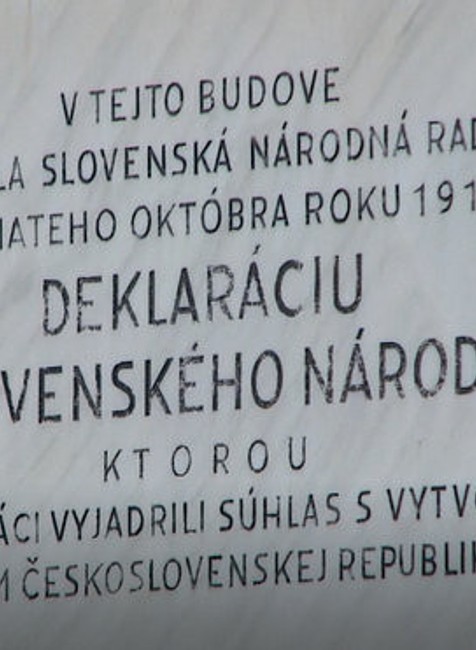 V TEJTO BUDOVE
LA SLOVENSKÁ NÁRODNÁ RAD
NATEHO OKTÓBRA ROKU 191
DEKLARÁCIU
VENSKÉHO NÁROD
KTOROU
ÁCI VYJADRILI SÚHLAS S VYTV
M ČESKOSLOVENSKEJ REPUBLIK